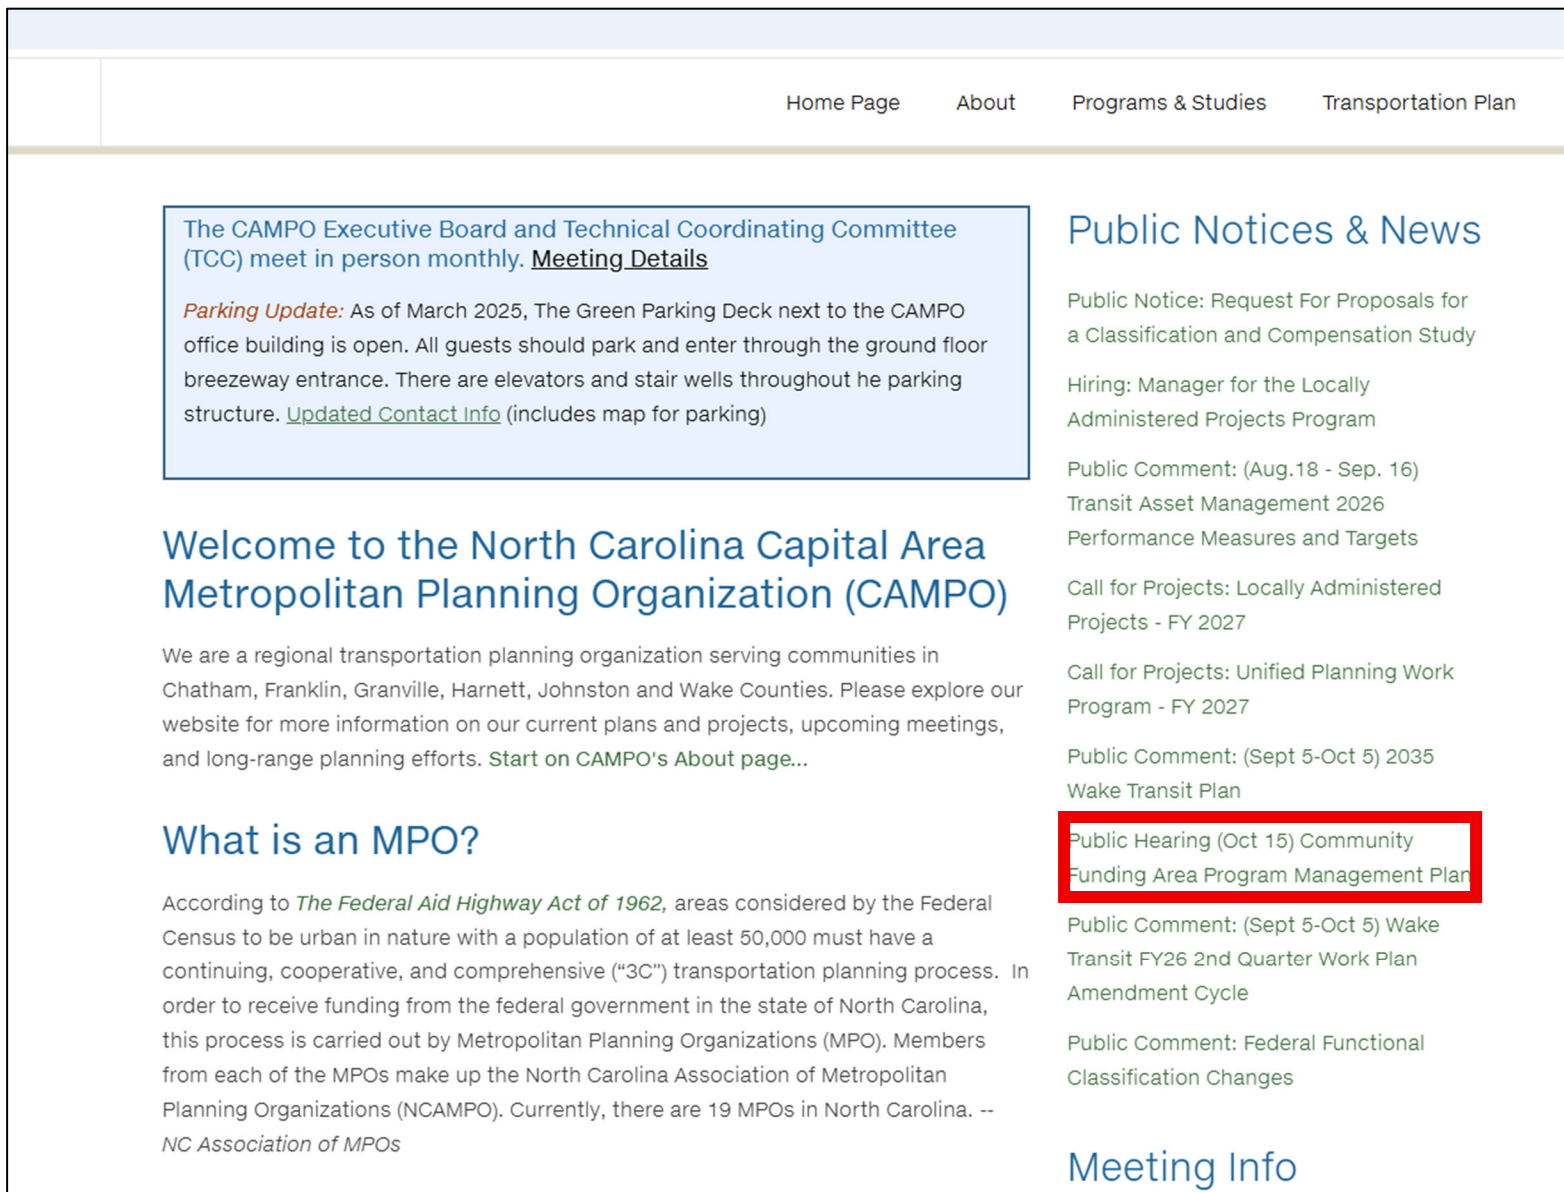 Home Page About Programs & Studies Transportation Plan
The CAMPO Executive Board and Technical Coordinating Committee
(TCC) meet in person monthly. Meeting Details
Parking Update: As of March 2025, The Green Parking Deck next to the CAMPO
office building is open. All guests should park and enter through the ground floor
breezeway entrance. There are elevators and stair wells throughout he parking
structure. Updated Contact Info (includes map for parking)
Welcome to the North Carolina Capital Area
Metropolitan Planning Organization (CAMPO)
We are a regional transportation planning organization serving communities in
Chatham, Franklin, Granville, Harnett, Johnston and Wake Counties. Please explore our
website for more information on our current plans and projects, upcoming meetings,
and long-range planning efforts. Start on CAMPO's About page...
What is an MPO?
According to The Federal Aid Highway Act of 1962, areas considered by the Federal
Census to be urban in nature with a population of at least 50,000 must have a
continuing, cooperative, and comprehensive (“3C”) transportation planning process. In
order to receive funding from the federal government in the state of North Carolina,
this process is carried out by Metropolitan Planning Organizations (MPO). Members
from each of the MPOs make up the North Carolina Association of Metropolitan
Planning Organizations (NCAMPO). Currently, there are 19 MPOs in North Carolina. --
NC Association of MPOs
Public Notices & News
Public Notice: Request For Proposals for
a Classification and Compensation Study
Hiring: Manager for the Locally
Administered Projects Program
Public Comment: (Aug.18 - Sep. 16)
Transit Asset Management 2026
Performance Measures and Targets
Call for Projects: Locally Administered
Projects - FY 2027
Call for Projects: Unified Planning Work
Program - FY 2027
Public Comment: (Sept 5-Oct 5) 2035
Wake Transit Plan
Public Hearing (Oct 15) Community
Funding Area Program Management Plan
Public Comment: (Sept 5-Oct 5) Wake
Transit FY26 2nd Quarter Work Plan
Amendment Cycle
Public Comment: Federal Functional
Classification Changes
Meeting Info